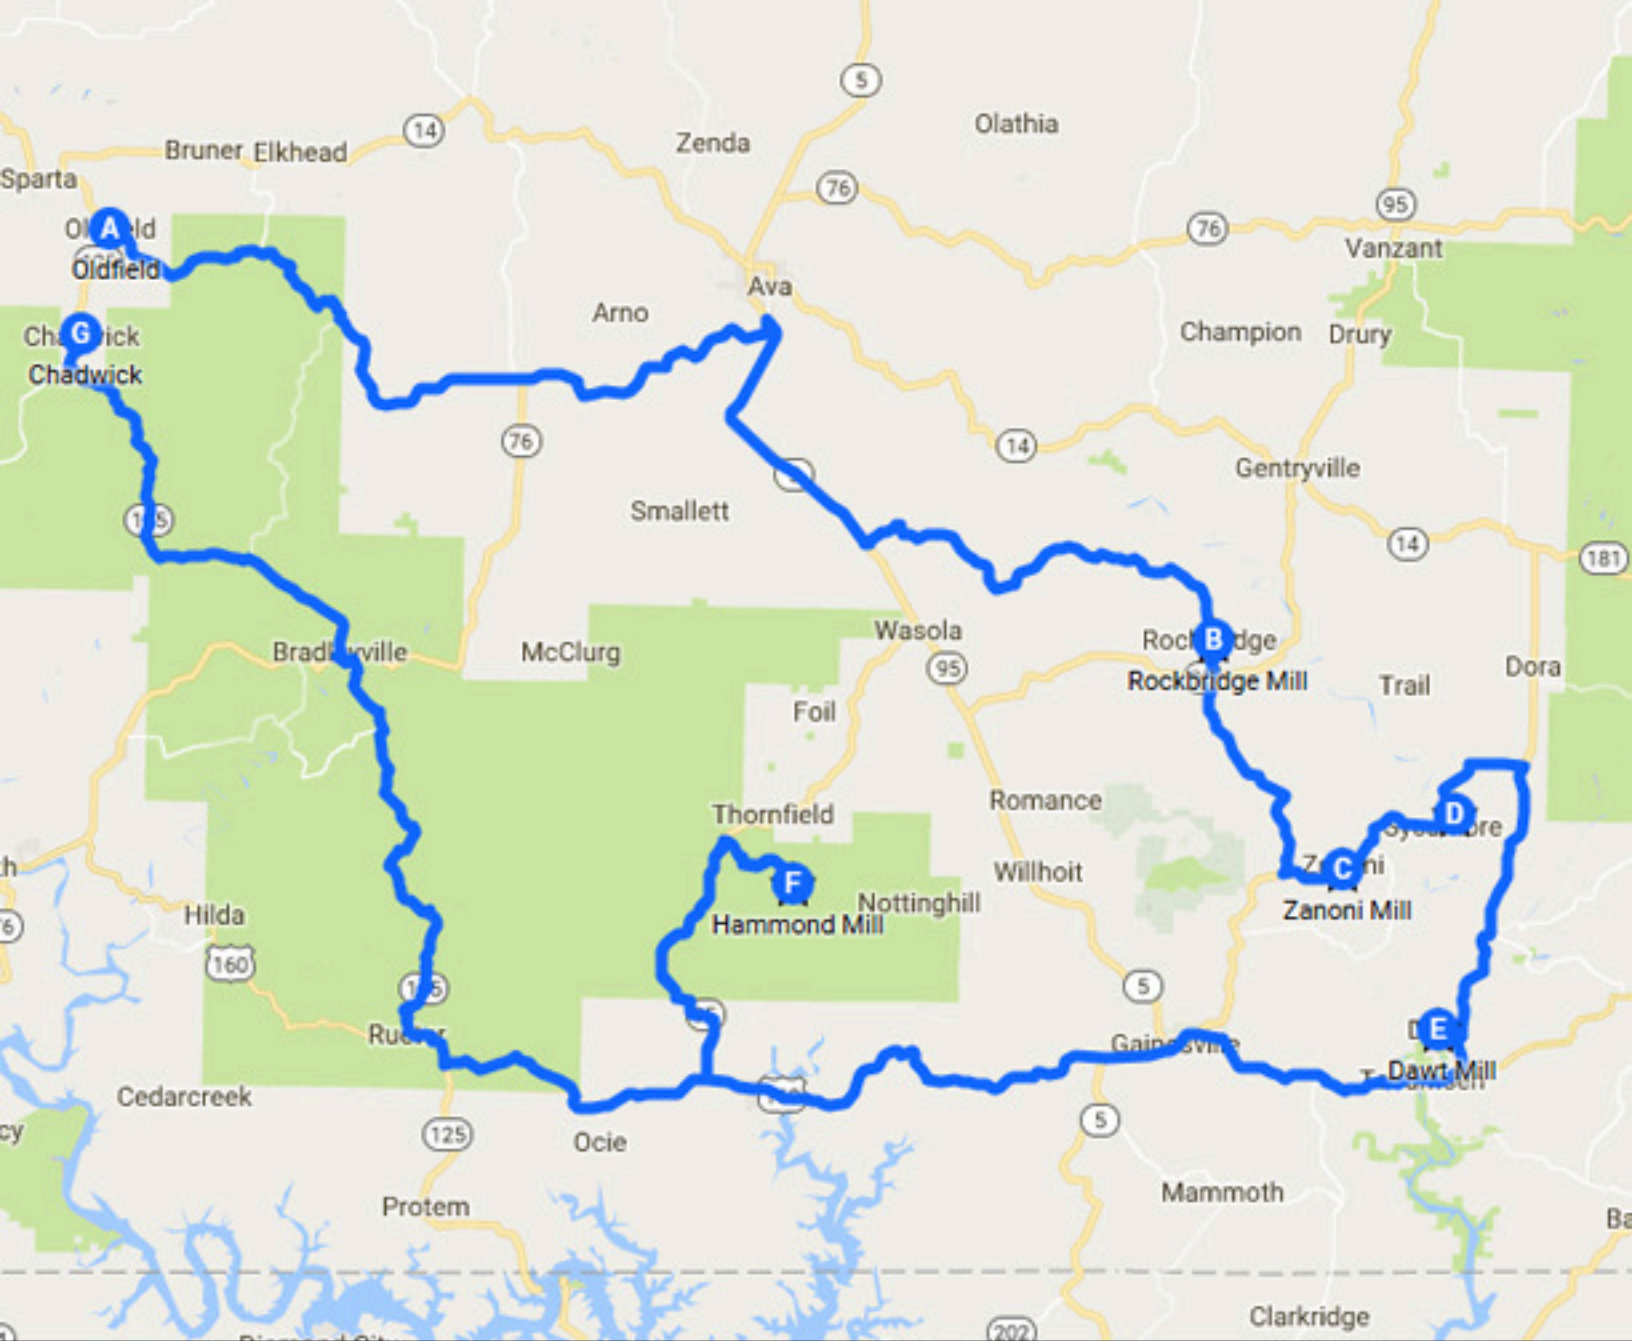 5
14
Olathia
Zenda
Bruner
Elkhead
Sparta
76
95
76
A
Vanzant
Oldfield
Ava
Arno
G
Champion
Drury
Chadwick
76
14
Gentryville
Smallett
14
181
Wasola
B
McClurg
95
Dora
Rockbridge Mill
Trail
Foil
Romance
Thornfield
D
C
Willhoit
F
Nottinghill
Zanoni Mill
Hammond Mill
Hilda
160
5
E
Dawt Mill
Cedarcreek
5
125
Ocie
Mammoth
Protem
Clarkridge
202